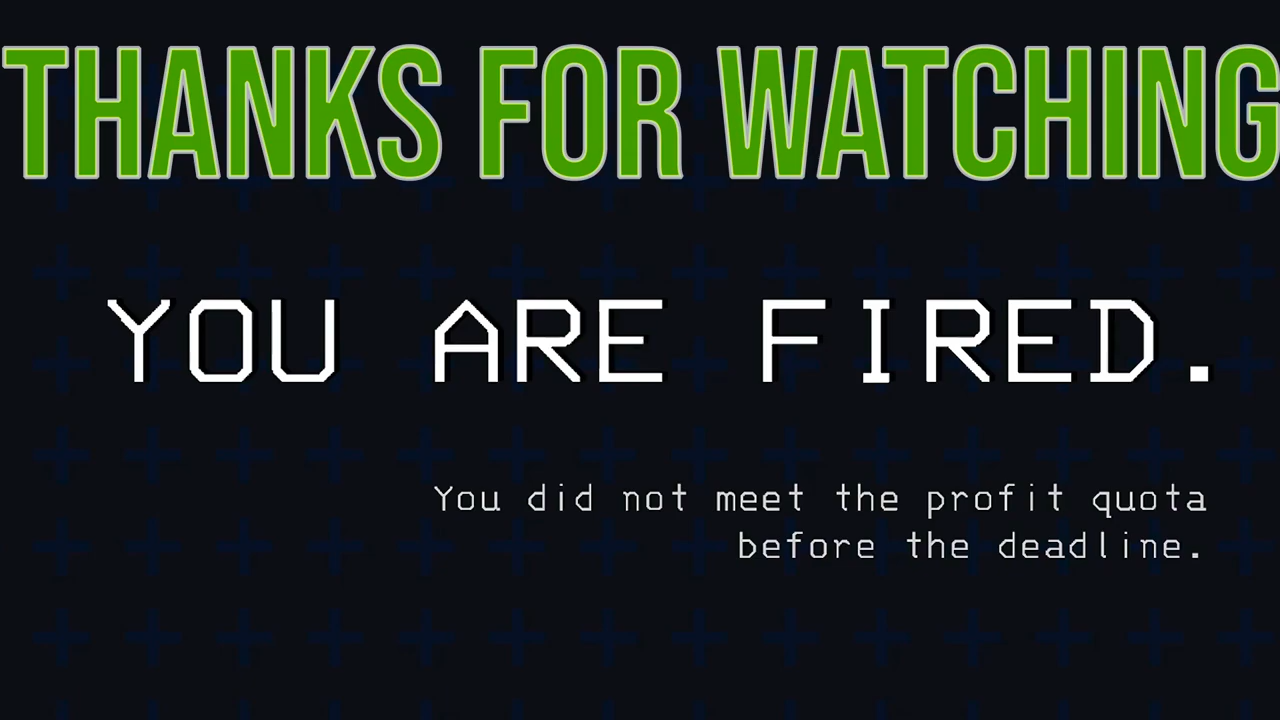 THANKS FOR WATCHING
YOU ARE FIRED.
You did not meet the profit quota
before the deadline.